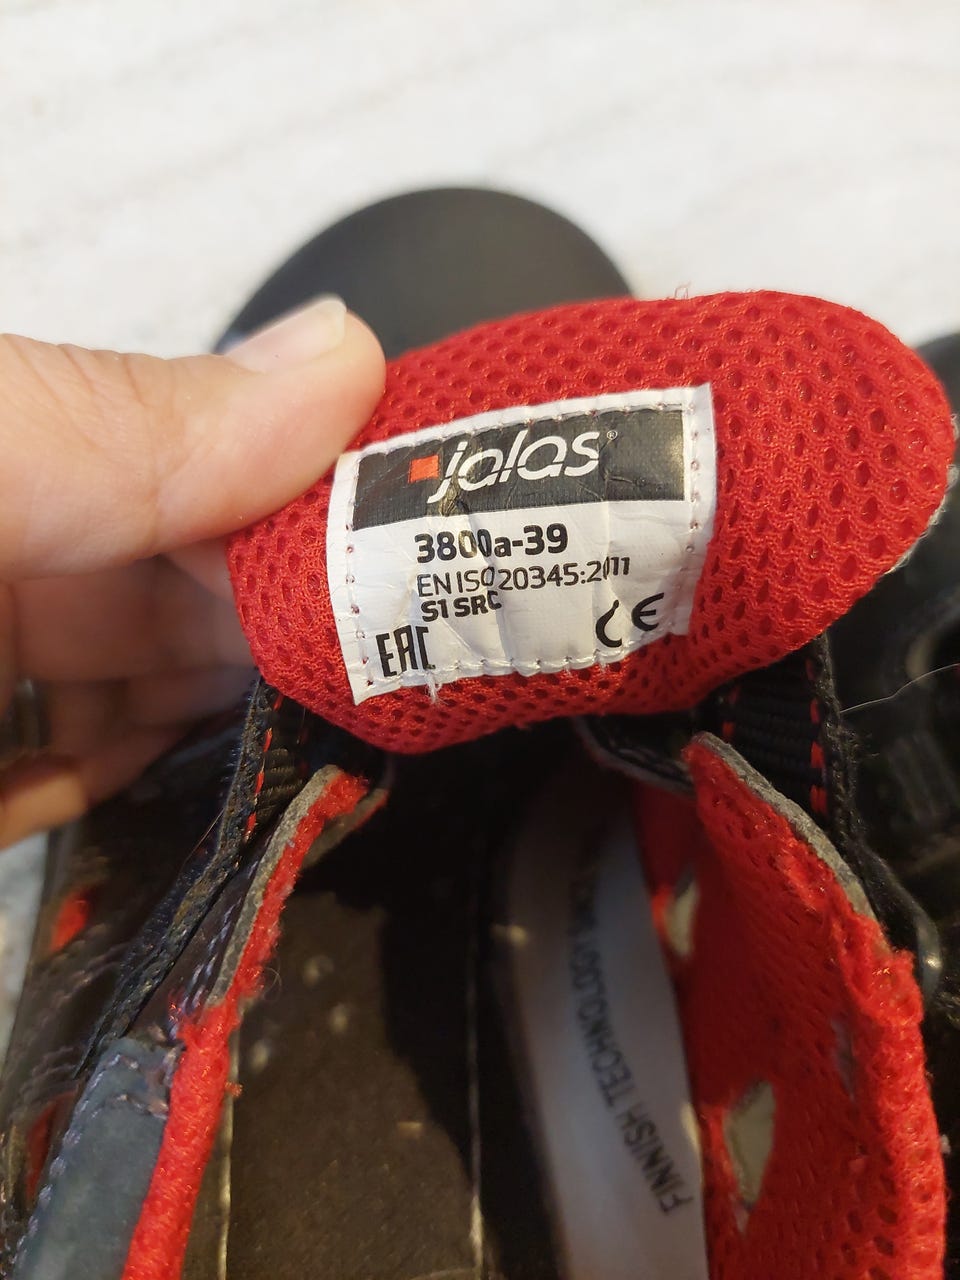 jalas®
3800a-39
EN ISO 20345:2011
S1 SRC
EAC CE
FINNISH TECHNOLOGY